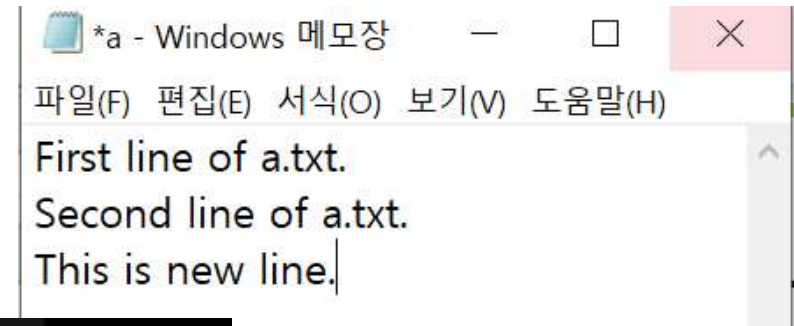 *a - Windows 메모장
파일(F) 편집(E) 서식(O) 보기(V) 도움말(H)
First line of a.txt.
Second line of a.txt.
This is new line.